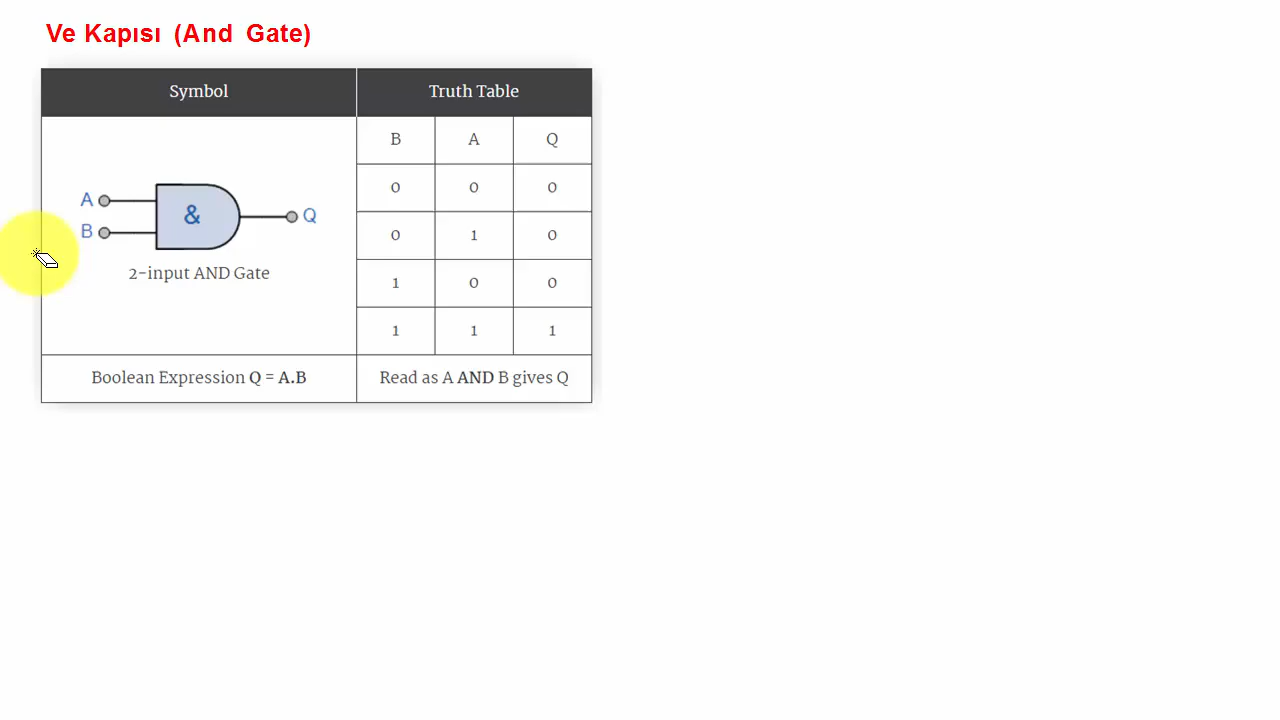 Ve Kapısı (And Gate)
Symbol Truth Table
B A Q
0 0 0
A
&
Q
B
0 1 0
2-input AND Gate
1 0 0
1 1 1
Boolean Expression Q = A.B Read as A AND B gives Q